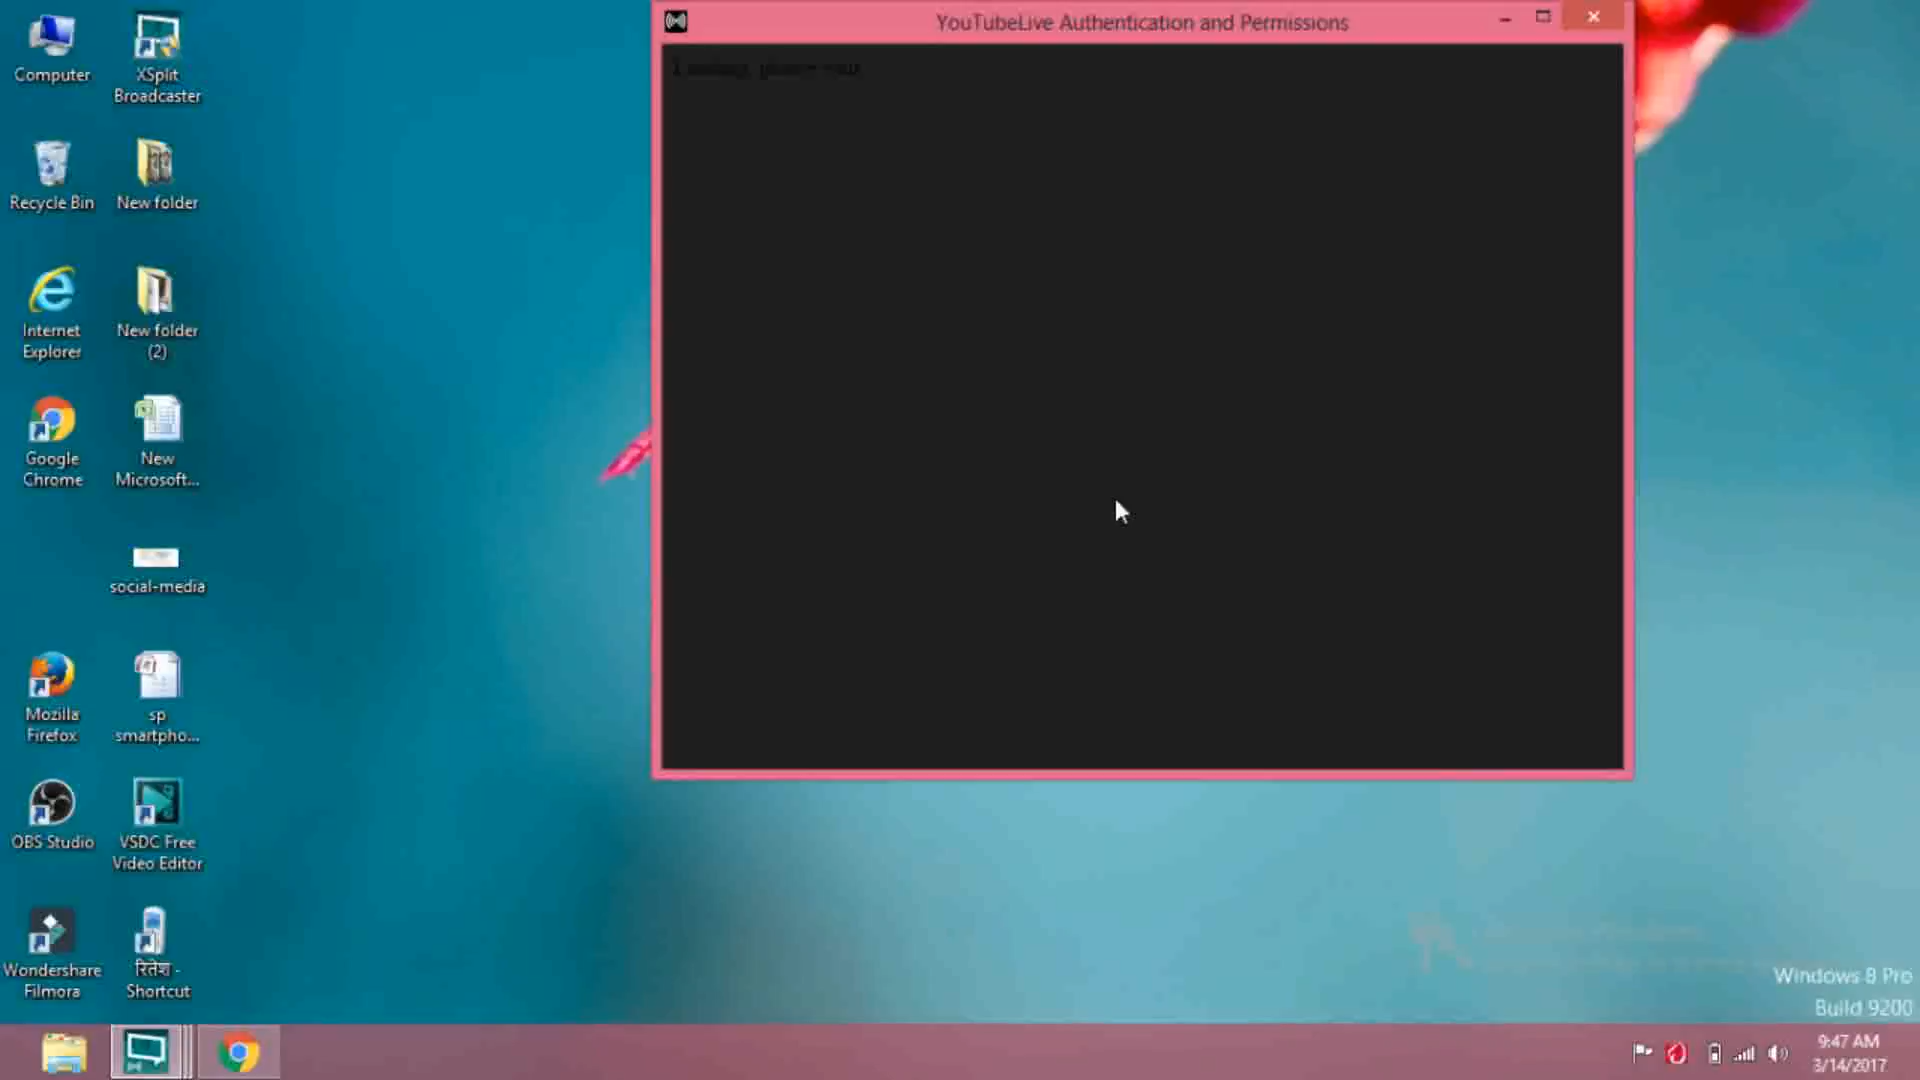 YouTubeLive Authentication and Permissions
Computer
XSplit
Broadcaster
Recycle Bin
New folder
Internet
Explorer
New folder
(2)
Google
Chrome
New
Microsoft...
social-media
Mozilla
Firefox
sp
smartpho...
OBS Studio
VSDC Free
Video Editor
Wondershare
Filmora
रितेश -
Shortcut
Windows 8 Pro
Build 9200
9:47 AM
3/14/2017